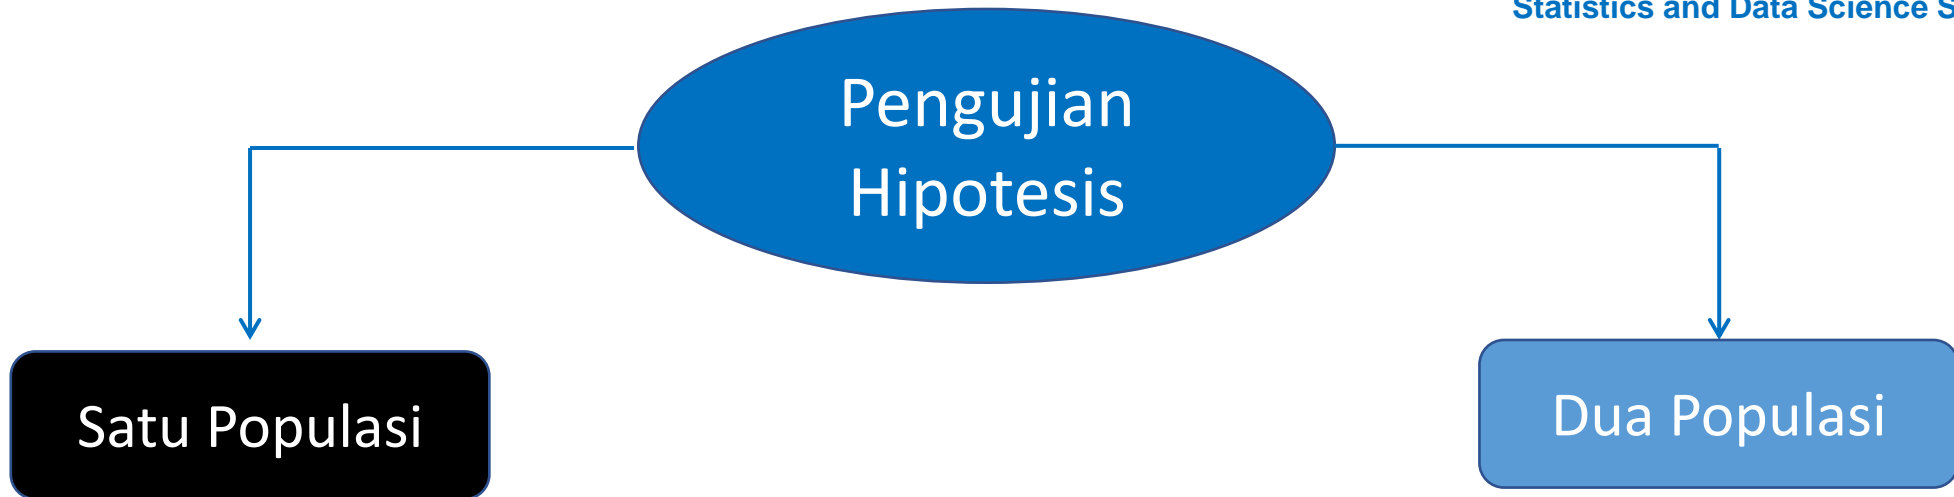 Statistics and Data Science
Pengujian
Hipotesis
Satu Populasi
Dua Populasi